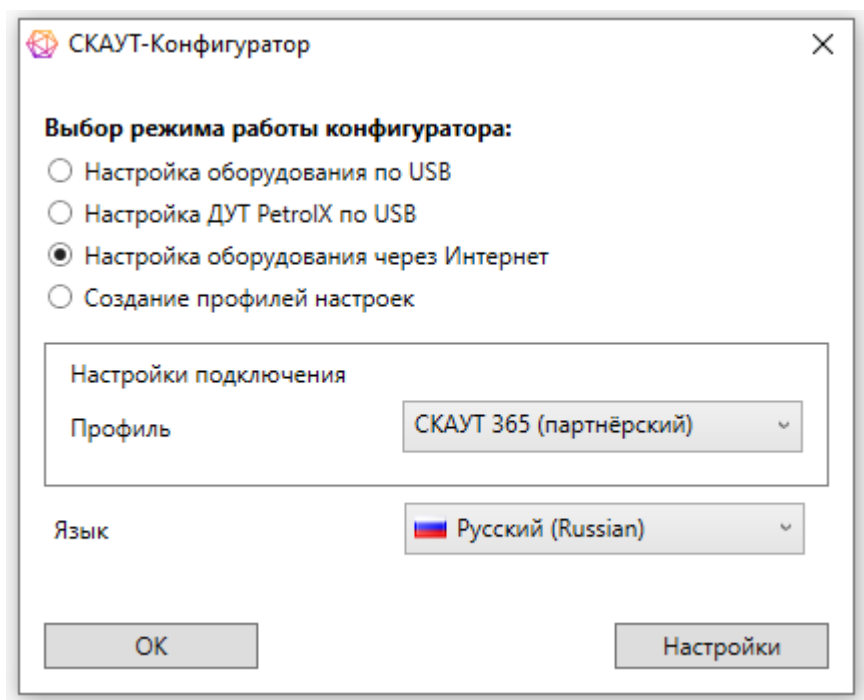 СКАУТ-Конфигуратор
Выбор режима работы конфигуратора:
Настройка оборудования по USB
Настройка ДУТ PetrolX по USB
Настройка оборудования через Интернет
Создание профилей настроек
Настройки подключения
Профиль СКАУТ 365 (партнёрский)
Язык Русский (Russian)
OK Настройки